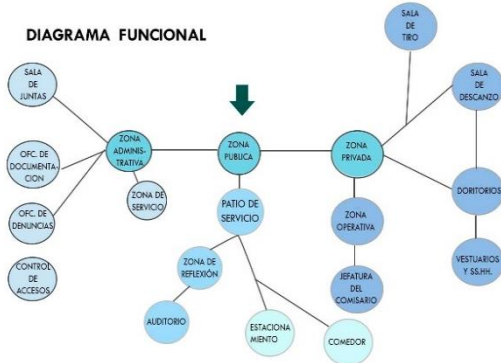 DIAGRAMA FUNCIONAL
SALA
DE
TIRO
SALA
DE
JUNTAS
SALA
DE
DESCANZO
ZONA
ADMINIS-
TRATIVA
ZONA
PUBLICA
ZONA
PRIVADA
OFC. DE
DOCUMENTA-
CION
ZONA DE
SERVICIO
PATIO DE
SERVICIO
ZONA
OPERATIVA
DORITORIOS
OFC. DE
DENUNCIAS
ZONA DE
REFLEXIÓN
VESTUARIOS
Y SS.HH.
CONTROL
DE
ACCESOS
JEFATURA
DEL
COMISARIO
AUDITORIO
ESTACIONA
MIENTO
COMEDOR